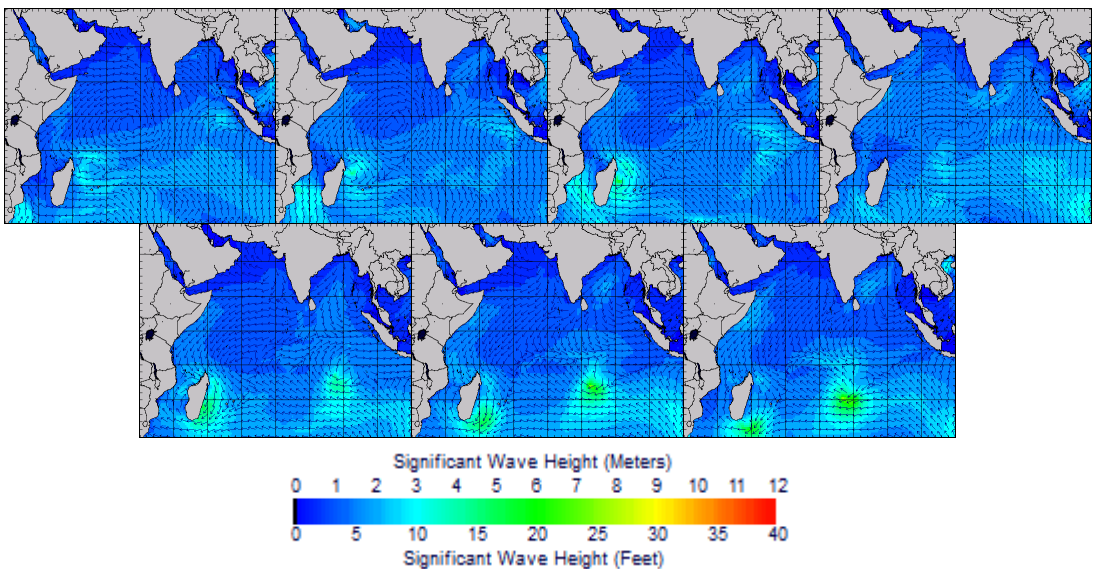 Significant Wave Height (Meters)
0 1 2 3 4 5 6 7 8 9 10 11 12
0 5 10 15 20 25 30 35 40
Significant Wave Height (Feet)